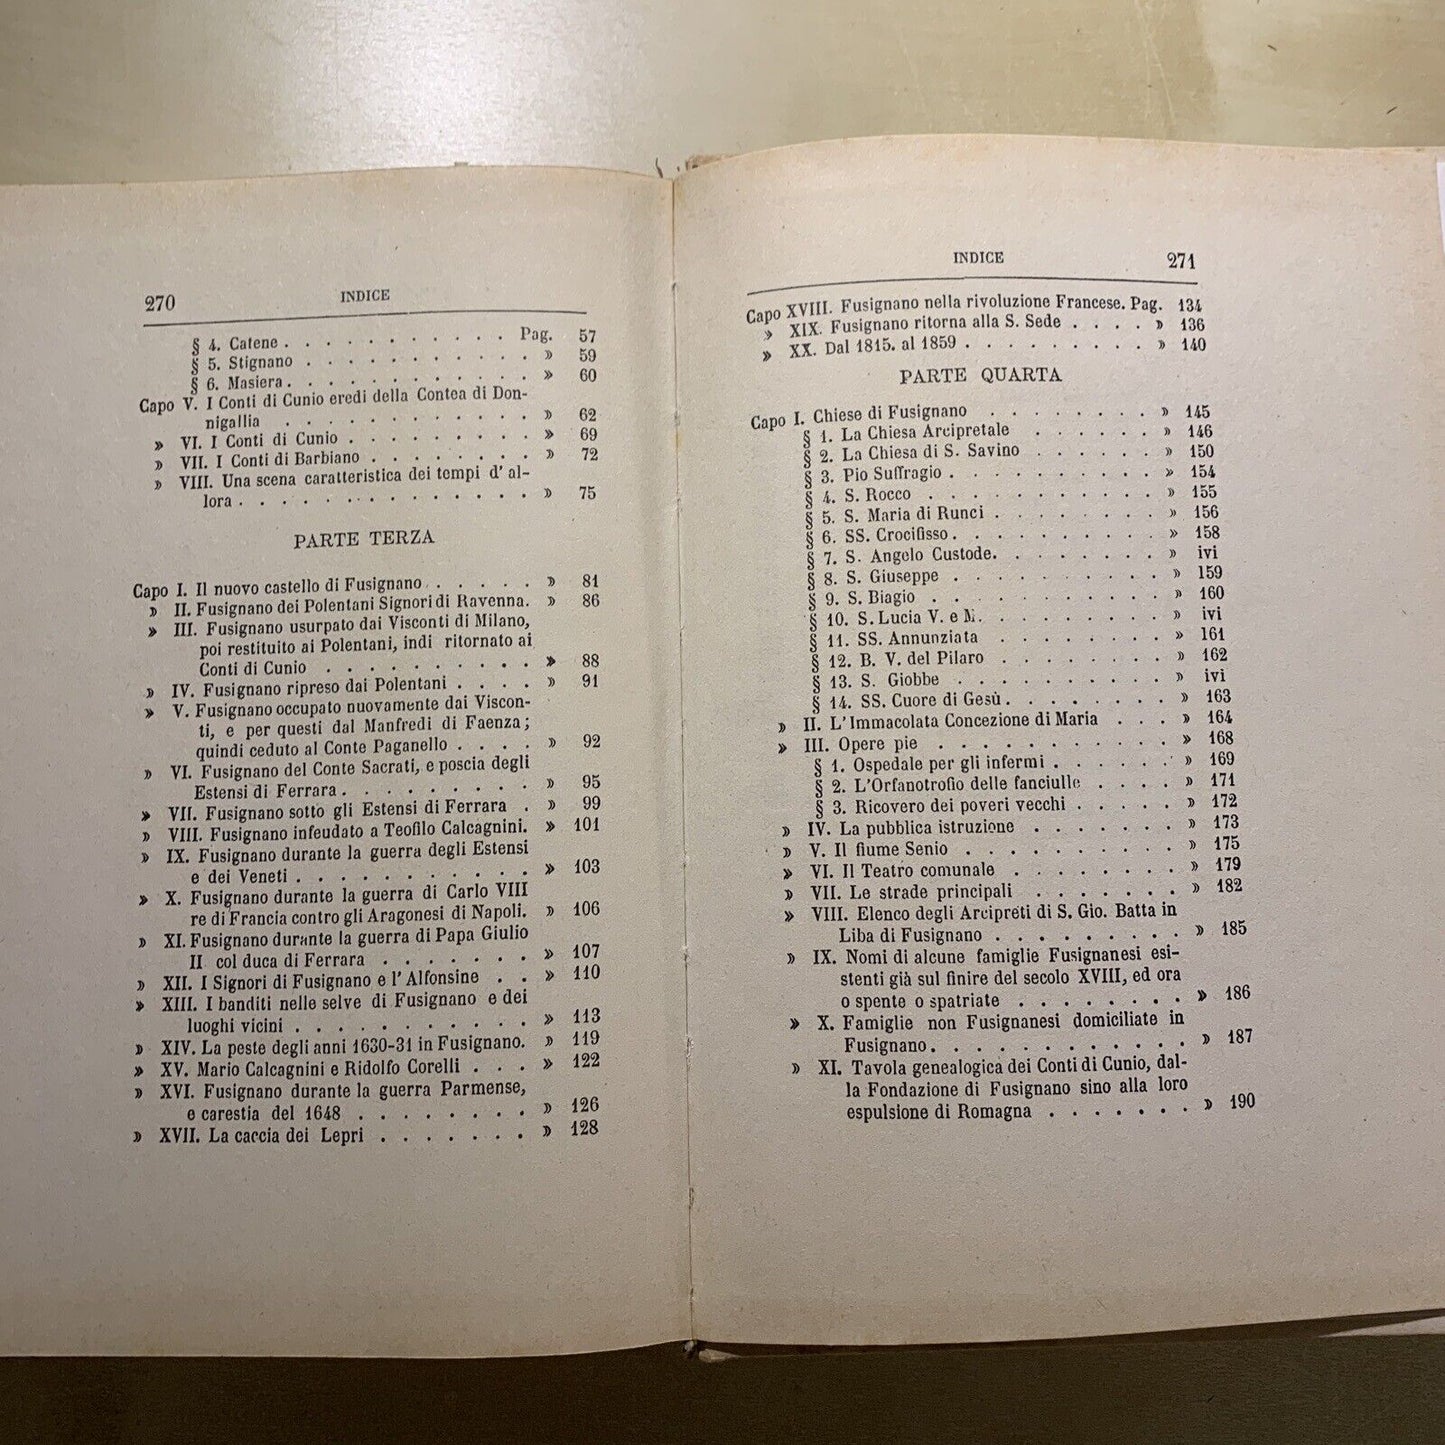 270 INDICE
§ 4. Catene . . . . . . . . . . . Pag. 57
§ 5. Stignano . . . . . . . . . . . » 59
§ 6. Masiera . . . . . . . . . . . » 60
Capo V. I Conti di Cunio eredi della Contea di Don-
nigallia . . . . . . . . . . . » 62
» VI. I Conti di Cunio . . . . . . . . . » 69
» VII. I Conti di Barbiano . . . . . . . . » 72
» VIII. Una scena caratteristica dei tempi d' al-
lora . . . . . . . . . . . . . » 75
PARTE TERZA
Capo I. Il nuovo castello di Fusignano . . . . . » 81
» II. Fusignano dei Polentani Signori di Ravenna. » 86
» III. Fusignano usurpato dai Visconti di Milano,
poi restituito ai Polentani, indi ritornato ai
Conti di Cunio . . . . . . . . . . » 88
» IV. Fusignano ripreso dai Polentani . . . . » 91
» V. Fusignano occupato nuovamente dai Viscon-
ti, e per questi dal Manfredi di Faenza;
quindi ceduto al Conte Paganello . . . . » 92
» VI. Fusignano del Conte Sacrati, e poscia degli
Estensi di Ferrara . . . . . . . . . » 95
» VII. Fusignano sotto gli Estensi di Ferrara . » 99
» VIII. Fusignano infeudato a Teofilo Calcagnini. » 101
» IX. Fusignano durante la guerra degli Estensi
e dei Veneti . . . . . . . . . . . » 103
» X. Fusignano durante la guerra di Carlo VIII
re di Francia contro gli Aragonesi di Napoli. » 106
» XI. Fusignano durante la guerra di Papa Giulio
II col duca di Ferrara . . . . . . . » 107
» XII. I Signori di Fusignano e l' Alfonsine . . » 110
» XIII. I banditi nelle selve di Fusignano e dei
luoghi vicini . . . . . . . . . . . » 113
» XIV. La peste degli anni 1630-31 in Fusignano. » 119
» XV. Mario Calcagnini e Ridolfo Corelli . . . » 122
» XVI. Fusignano durante la guerra Parmense,
e carestia del 1648 . . . . . . . . » 126
» XVII. La caccia dei Lepri . . . . . . . » 128
INDICE 271
Capo XVIII. Fusignano nella rivoluzione Francese. Pag. 134
» XIX. Fusignano ritorna alla S. Sede . . . . » 136
» XX. Dal 1815. al 1859 . . . . . . . . . » 140
PARTE QUARTA
Capo I. Chiese di Fusignano . . . . . . . . » 145
§ 1. La Chiesa Arcipretale . . . . . . » 146
§ 2. La Chiesa di S. Savino . . . . . . » 150
§ 3. Pio Suffragio . . . . . . . . . . » 154
§ 4. S. Rocco . . . . . . . . . . . » 155
§ 5. S. Maria di Runci . . . . . . . . » 156
§ 6. SS. Crocifisso . . . . . . . . . . » 158
§ 7. S. Angelo Custode. . . . . . . . » ivi
§ 8. S. Giuseppe . . . . . . . . . . » 159
§ 9. S. Biagio . . . . . . . . . . . » 160
§ 10. S. Lucia V. e M. . . . . . . . . » ivi
§ 11. SS. Annunziata . . . . . . . . » 161
§ 12. B. V. del Pilaro . . . . . . . . » 162
§ 13. S. Giobbe . . . . . . . . . . » ivi
§ 14. SS. Cuore di Gesù . . . . . . . . » 163
» II. L'Immacolata Concezione di Maria . . . » 164
» III. Opere pie . . . . . . . . . . . » 168
§ 1. Ospedale per gli infermi . . . . . . » 169
§ 2. L'Orfanotrofio delle fanciulle . . . . » 171
§ 3. Ricovero dei poveri vecchi . . . . . » 172
» IV. La pubblica istruzione . . . . . . . » 173
» V. Il fiume Senio . . . . . . . . . . » 175
» VI. Il Teatro comunale . . . . . . . . » 179
» VII. Le strade principali . . . . . . . » 182
» VIII. Elenco degli Arcipreti di S. Gio. Batta in
Liba di Fusignano . . . . . . . . . » 185
» IX. Nomi di alcune famiglie Fusignanesi esi-
stenti già sul finire del secolo XVIII, ed ora
o spente o spatriate . . . . . . . . » 186
» X. Famiglie non Fusignanesi domiciliate in
Fusignano . . . . . . . . . . . . » 187
» XI. Tavola genealogica dei Conti di Cunio, dal-
la Fondazione di Fusignano sino alla loro
espulsione di Romagna . . . . . . . » 190